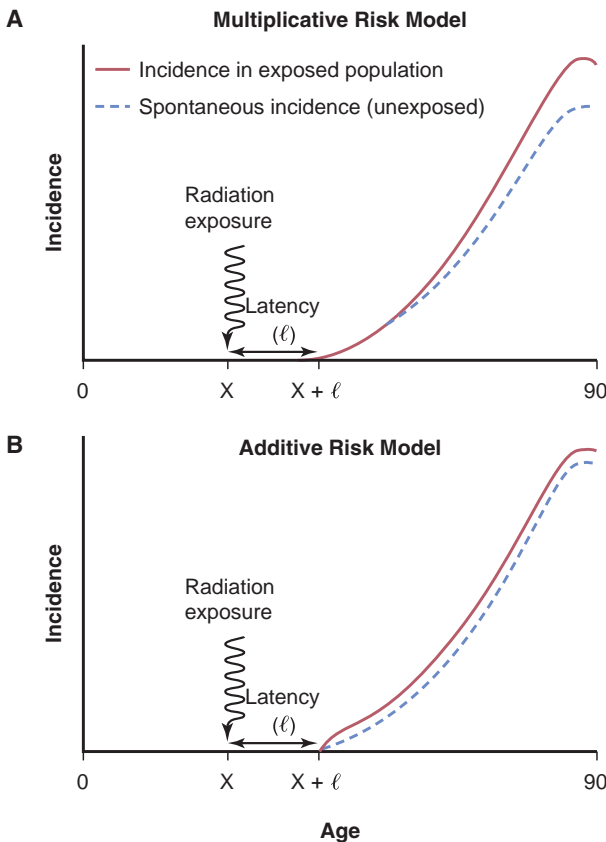 A
Multiplicative Risk Model
Incidence in exposed population
Spontaneous incidence (unexposed)
Incidence
Radiation
exposure
Latency
(ℓ)
0
X
X + ℓ
90
B
Additive Risk Model
Incidence
Radiation
exposure
Latency
(ℓ)
0
X
X + ℓ
90
Age